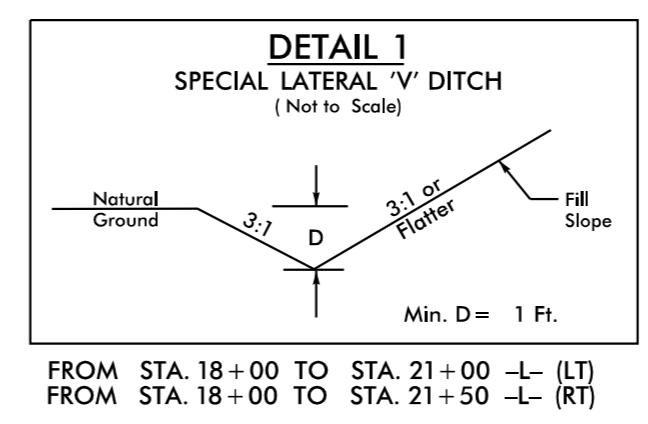 DETAIL 1
SPECIAL LATERAL 'V' DITCH
( Not to Scale)
Natural
Ground
3:1
D
3:1 or
Flatter
Fill
Slope
Min. D = 1 Ft.
FROM STA. 18+00 TO STA. 21+00 -L- (LT)
FROM STA. 18+00 TO STA. 21+50 -L- (RT)